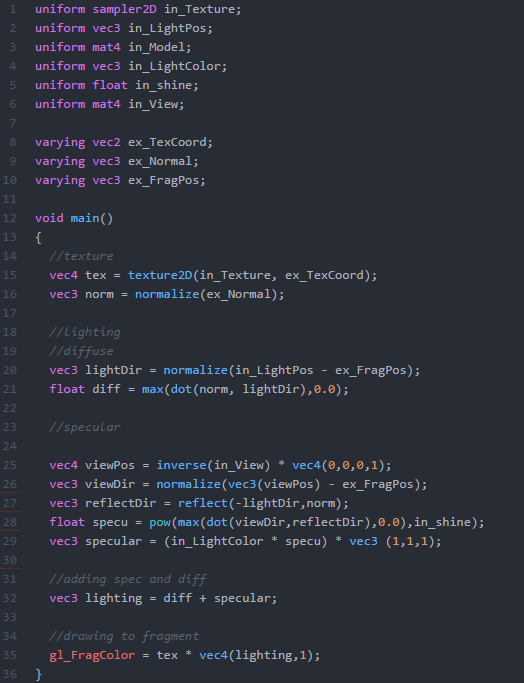 1 uniform sampler2D in_Texture;
2 uniform vec3 in_LightPos;
3 uniform mat4 in_Model;
4 uniform vec3 in_LightColor;
5 uniform float in_shine;
6 uniform mat4 in_View;
7
8 varying vec2 ex_TexCoord;
9 varying vec3 ex_Normal;
10 varying vec3 ex_FragPos;
11
12 void main()
13 {
14 //texture
15 vec4 tex = texture2D(in_Texture, ex_TexCoord);
16 vec3 norm = normalize(ex_Normal);
17
18 //lighting
19 //diffuse
20 vec3 lightDir = normalize(in_LightPos - ex_FragPos);
21 float diff = max(dot(norm, lightDir),0.0);
22
23 //specular
24
25 vec4 viewPos = inverse(in_View) * vec4(0,0,0,1);
26 vec3 viewDir = normalize(vec3(viewPos) - ex_FragPos);
27 vec3 reflectDir = reflect(-lightDir,norm);
28 float specu = pow(max(dot(viewDir,reflectDir),0.0),in_shine);
29 vec3 specular = (in_LightColor * specu) * vec3 (1,1,1);
30
31 //adding spec and diff
32 vec3 lighting = diff + specular;
33
34 //drawing to fragment
35 gl_FragColor = tex * vec4(lighting,1);
36 }